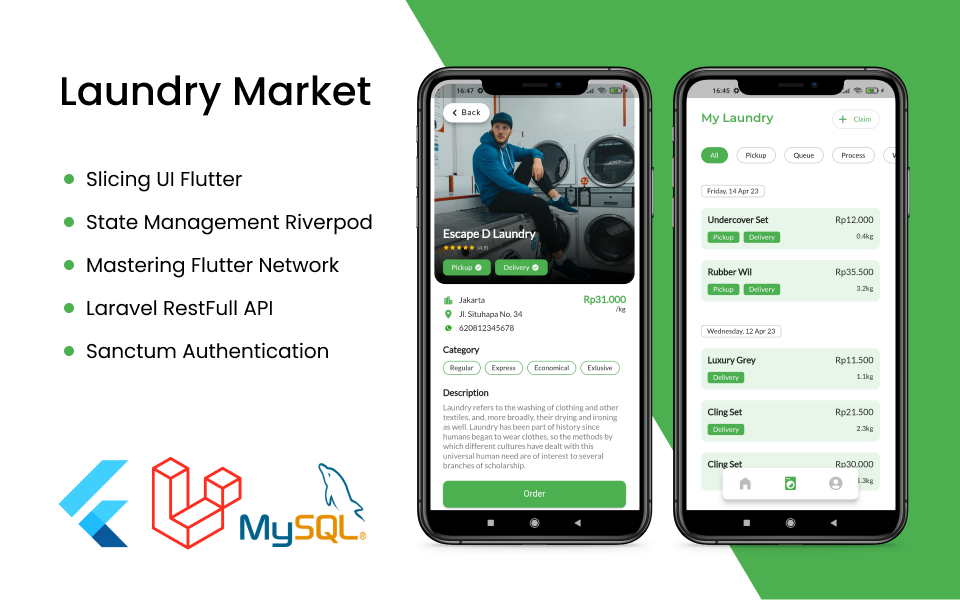 Laundry Market
Slicing UI Flutter
State Management Riverpod
Mastering Flutter Network
Laravel RestFull API
Sanctum Authentication
MySQL®
16:47
Back
Escape D Laundry
(4.9)
Pickup
Delivery
Jakarta
Rp31.000
/kg
Jl. Situhapa No. 34
620812345678
Category
Regular Express Economical Exlusive
Description
Laundry refers to the washing of clothing and other
textiles, and, more broadly, their drying and ironing
as well. Laundry has been part of history since
humans began to wear clothes, so the methods by
which different cultures have dealt with this
universal human need are of interest to several
branches of scholarship.
Order
16:45
My Laundry
+ Claim
All Pickup Queue Process W
Friday, 14 Apr 23
Undercover Set Rp12.000
Pickup Delivery 0.4kg
Rubber Wil Rp35.500
Pickup Delivery 3.2kg
Wednesday, 12 Apr 23
Luxury Grey Rp11.500
Delivery 1.1kg
Cling Set Rp21.500
Delivery 2.3kg
Cling Set Rp30.000
1.3kg